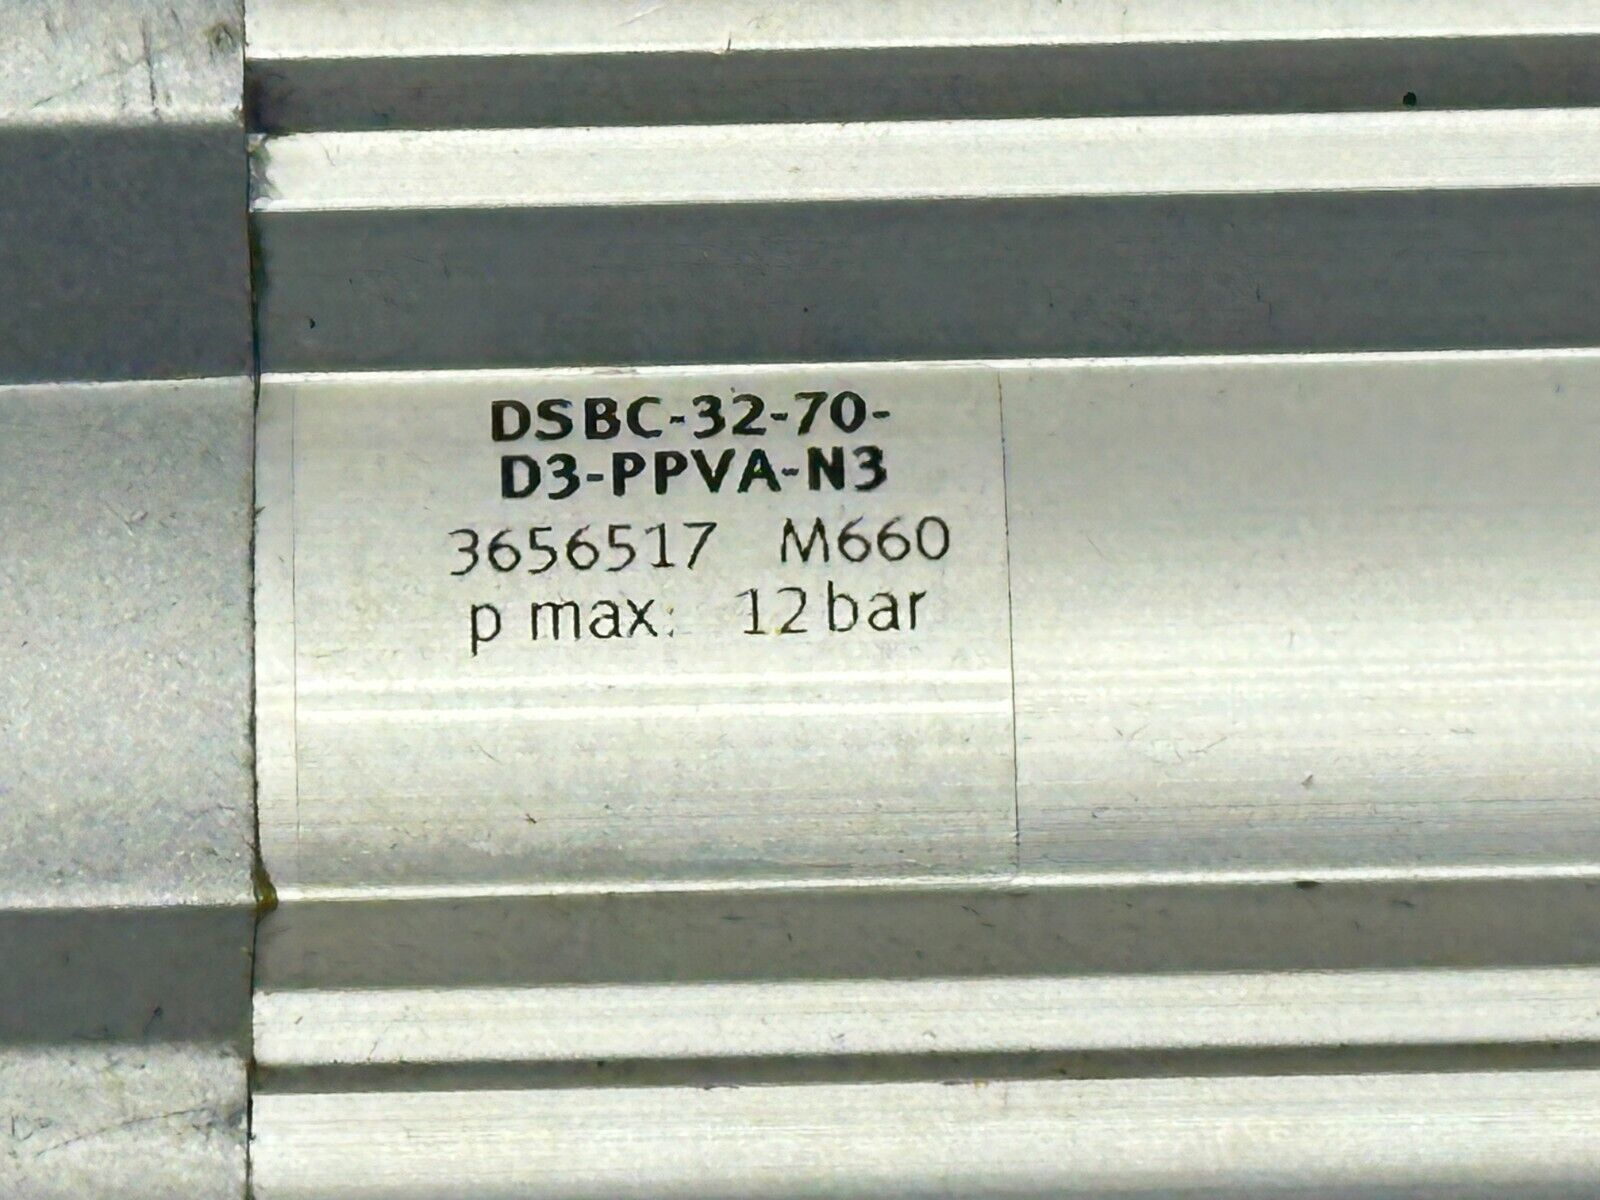 DSBC-32-70-
D3-PPVA-N3
3656517 M660
p max: 12 bar